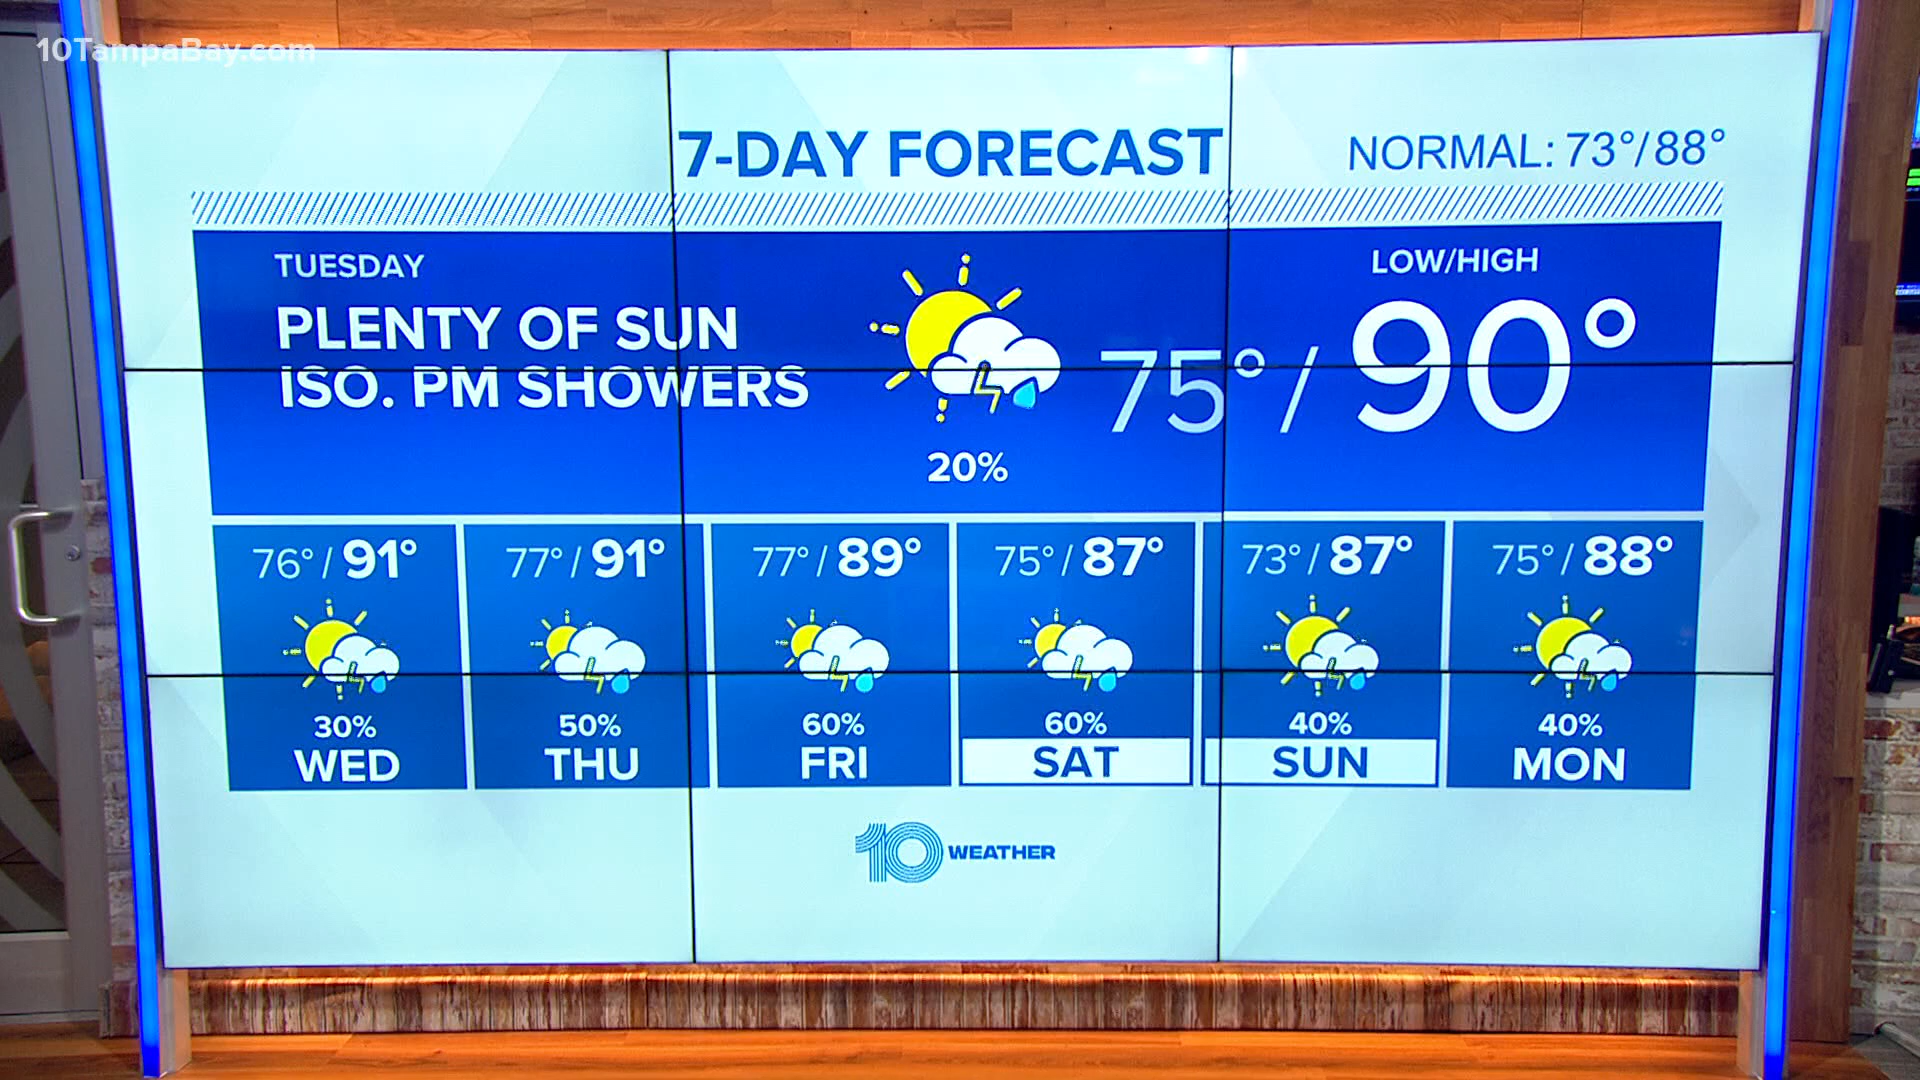 10TampaBay.com
7-DAY FORECAST
NORMAL: 73°/88°
TUESDAY
PLENTY OF SUN
ISO. PM SHOWERS
20%
LOW/HIGH
75°/90°
76°/91°
30%
WED
77°/91°
50%
THU
77°/89°
60%
FRI
75°/87°
60%
SAT
73°/87°
40%
SUN
75°/88°
40%
MON
10 WEATHER